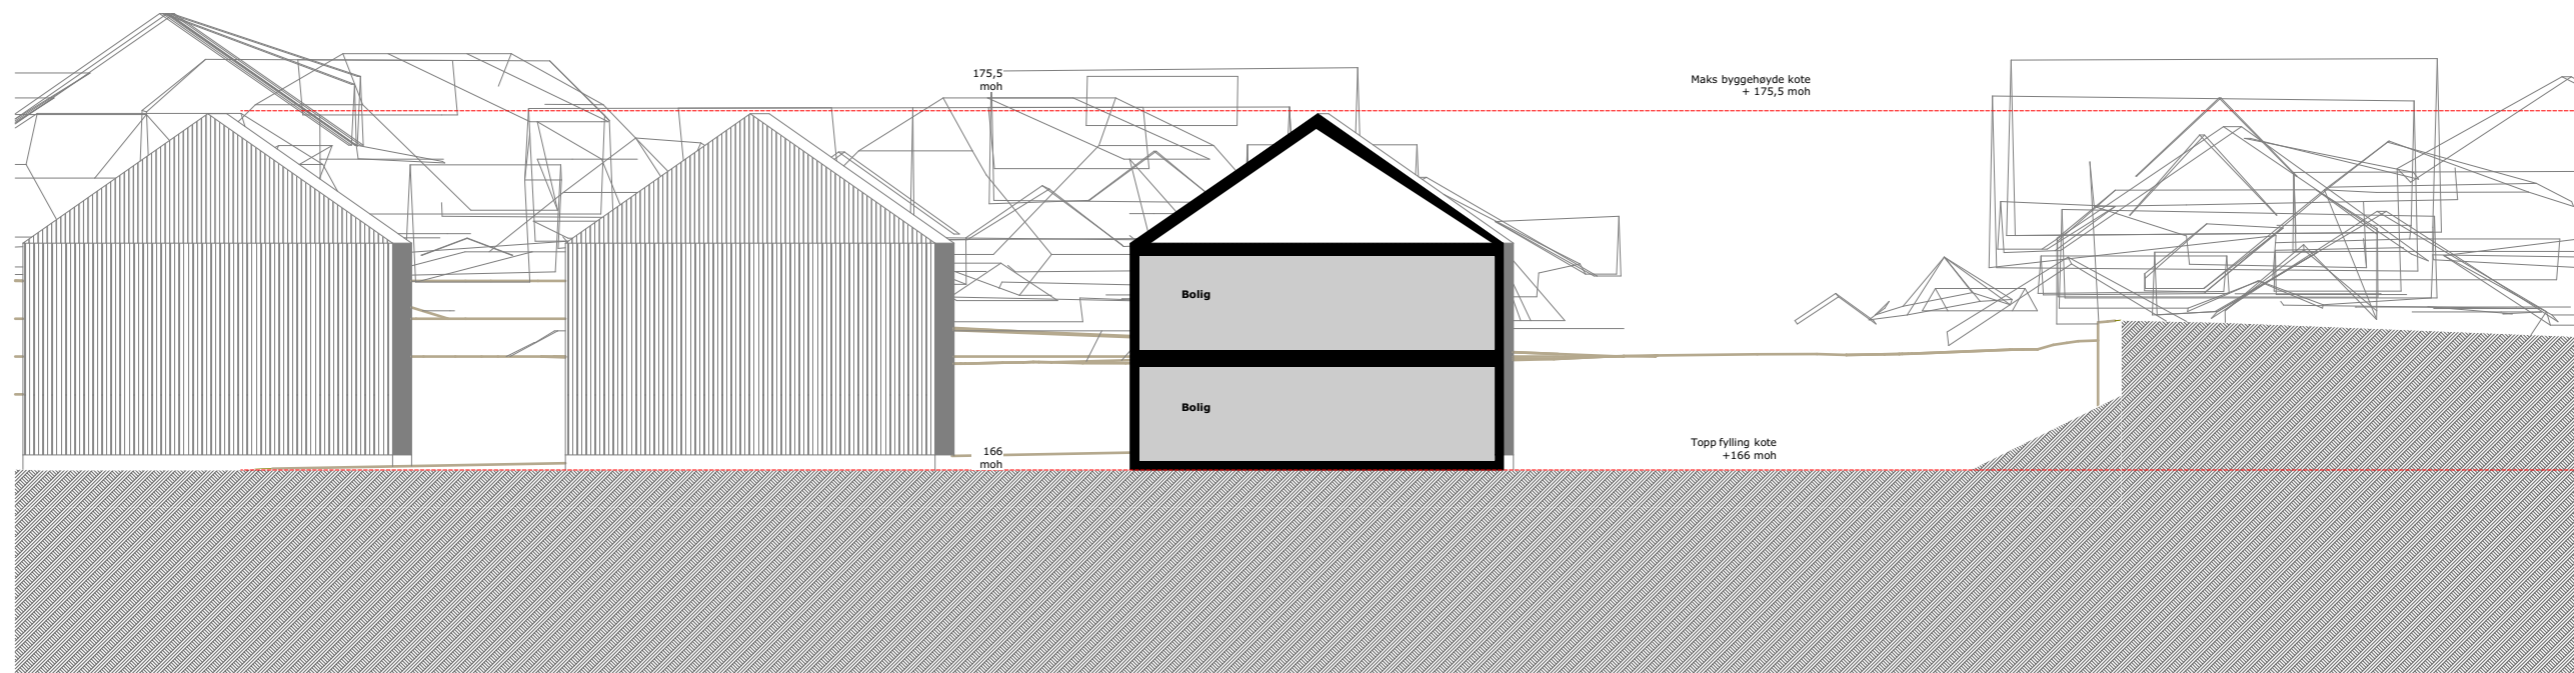 175,5
moh
Maks byggehøyde kote
+ 175,5 moh
Bolig
Bolig
166
moh
Topp fylling kote
+166 moh